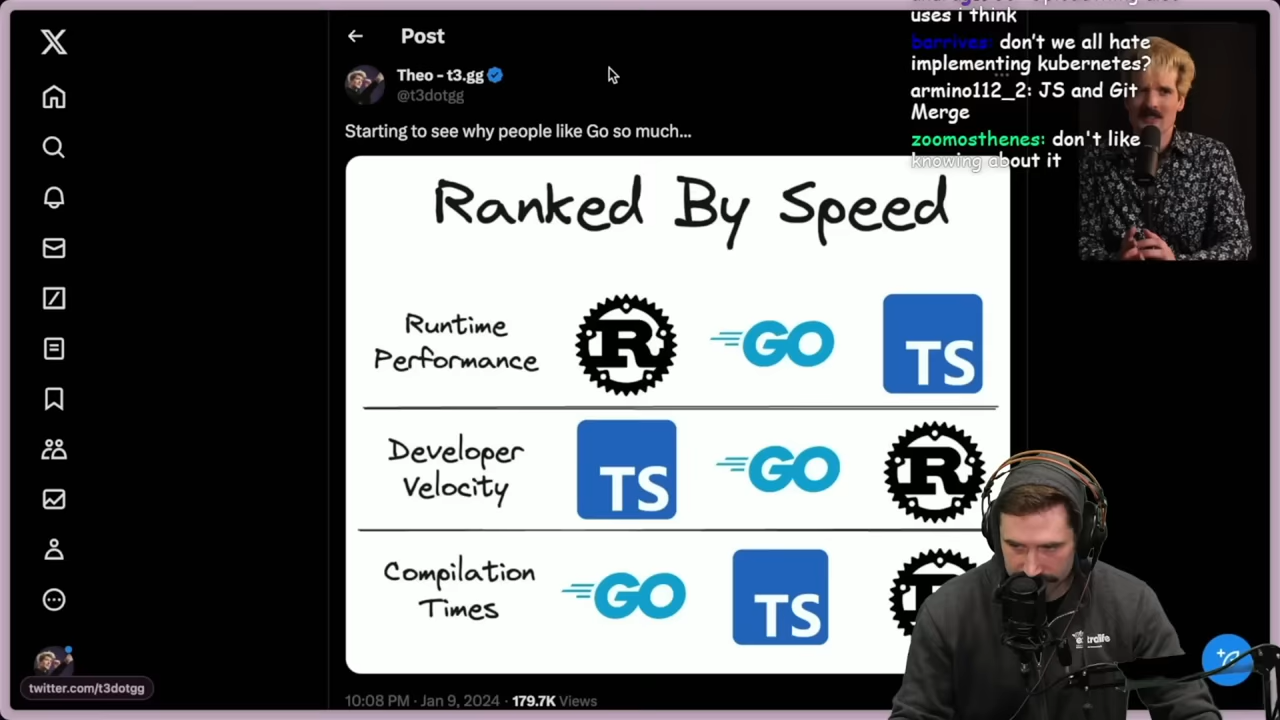 uses i think
barrives: don't we all hate
implementing kubernetes?
armino112_2: JS and Git
Merge
zoomosthenes: don't like
knowing about it
Post
Theo - t3.gg
@t3dotgg
Starting to see why people like Go so much...
Ranked By Speed
Runtime
Performance
R
GO
TS
Developer
Velocity
TS
GO
R
Compilation
Times
GO
TS
R
10:08 PM · Jan 9, 2024 · 179.7K Views
twitter.com/t3dotgg